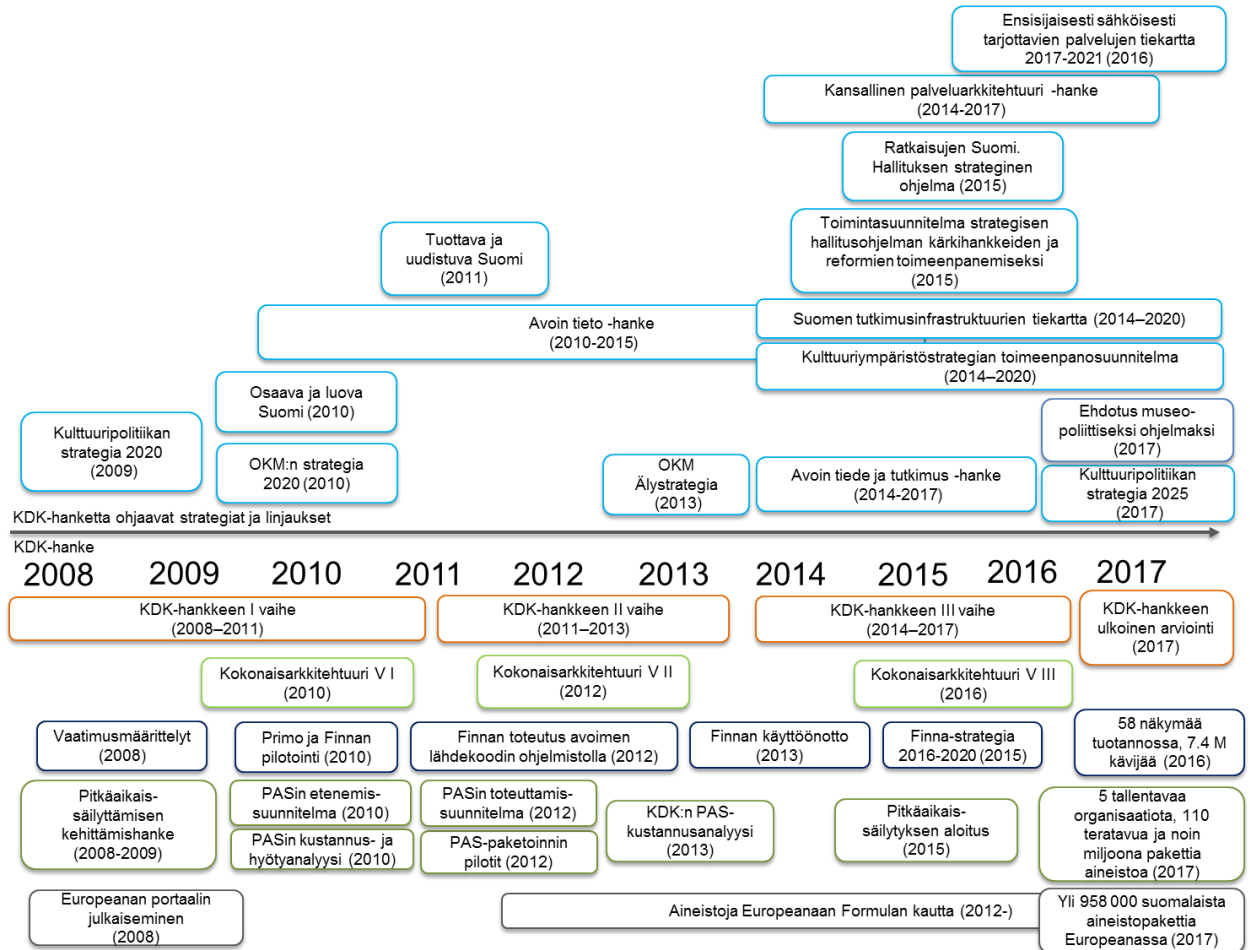 Ensisijaisesti sähköisesti
tarjottavien palvelujen tiekartta
2017-2021 (2016)
Kansallinen palveluarkkitehtuuri -hanke
(2014-2017)
Ratkaisujen Suomi.
Hallituksen strateginen
ohjelma (2015)
Tuottava ja
uudistuva Suomi
(2011)
Toimintasuunnitelma strategisen
hallitusohjelman kärkihankkeiden ja
reformien toimeenpanemiseksi
(2015)
Avoin tieto -hanke
(2010-2015)
Suomen tutkimusinfrastruktuurien tiekartta (2014–2020)
Kulttuuriympäristöstrategian toimeenpanosuunnitelma
(2014–2020)
Osaava ja luova
Suomi (2010)
Kulttuuripolitiikan
strategia 2020
(2009)
OKM:n strategia
2020 (2010)
OKM
Älystrategia
(2013)
Avoin tiede ja tutkimus -hanke
(2014-2017)
Ehdotus museo-
poliittiseksi ohjelmaksi
(2017)
Kulttuuripolitiikan
strategia 2025
(2017)
KDK-hanketta ohjaavat strategiat ja linjaukset
KDK-hanke
2008 2009 2010 2011 2012 2013 2014 2015 2016 2017
KDK-hankkeen I vaihe
(2008–2011)
KDK-hankkeen II vaihe
(2011–2013)
KDK-hankkeen III vaihe
(2014–2017)
KDK-hankkeen
ulkoinen arviointi
(2017)
Kokonaisarkkitehtuuri V I
(2010)
Kokonaisarkkitehtuuri V II
(2012)
Kokonaisarkkitehtuuri V III
(2016)
Vaatimusmäärittelyt
(2008)
Primo ja Finnan
pilotointi (2010)
Finnan toteutus avoimen
lähdekoodin ohjelmistolla (2012)
Finnan käyttöönotto
(2013)
Finna-strategia
2016-2020 (2015)
58 näkymää
tuotannossa, 7.4 M
kävijää (2016)
Pitkäaikais-
säilyttämisen
kehittämishanke
(2008-2009)
PASin etenemis-
suunnitelma (2010)
PASin kustannus- ja
hyötyanalyysi (2010)
PASin toteuttamis-
suunnitelma (2012)
PAS-paketoinnin
pilotit (2012)
KDK:n PAS-
kustannusanalyysi
(2013)
Pitkäaikais-
säilytyksen aloitus
(2015)
5 tallentavaa
organisaatiota, 110
teratavua ja noin
miljoona pakettia
aineistoa (2017)
Europeanan portaalin
julkaiseminen
(2008)
Aineistoja Europeanaan Formulan kautta (2012-)
Yli 958 000 suomalaista
aineistopakettia
Europeanassa (2017)